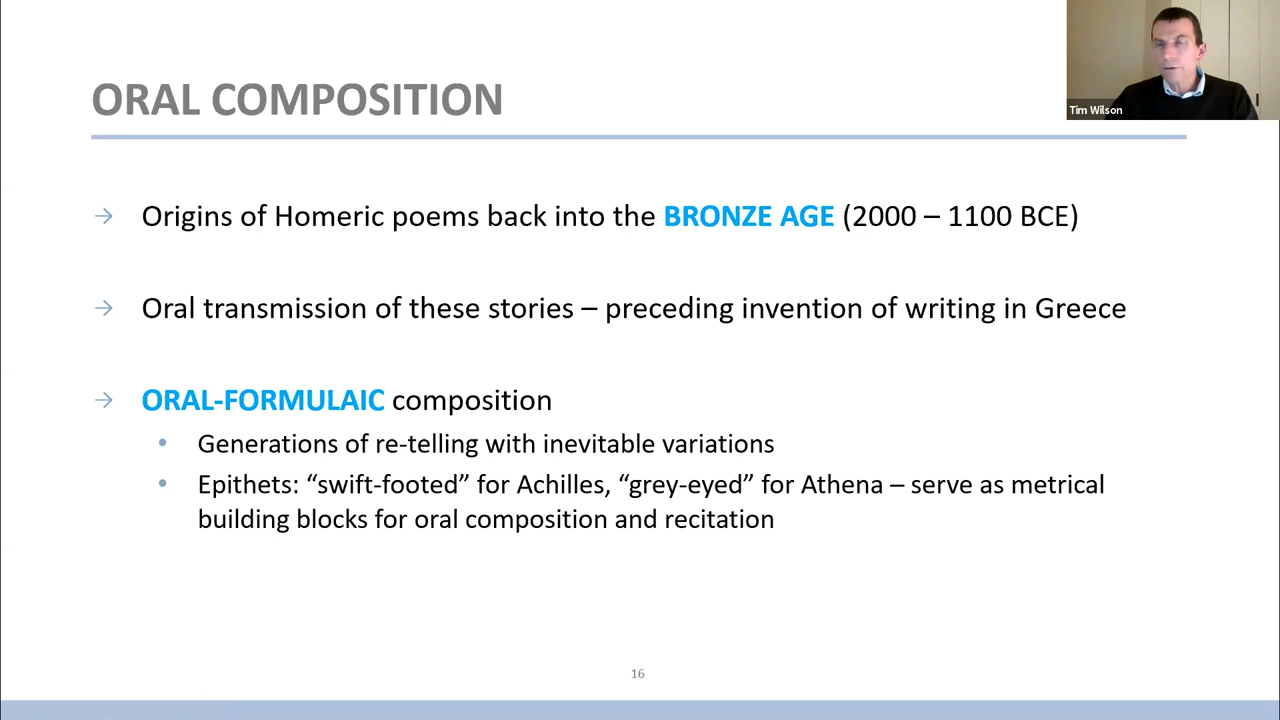 ORAL COMPOSITION
Tim Wilson
→ Origins of Homeric poems back into the BRONZE AGE (2000 – 1100 BCE)
→ Oral transmission of these stories – preceding invention of writing in Greece
→ ORAL-FORMULAIC composition
• Generations of re-telling with inevitable variations
• Epithets: “swift-footed” for Achilles, “grey-eyed” for Athena – serve as metrical
building blocks for oral composition and recitation
16